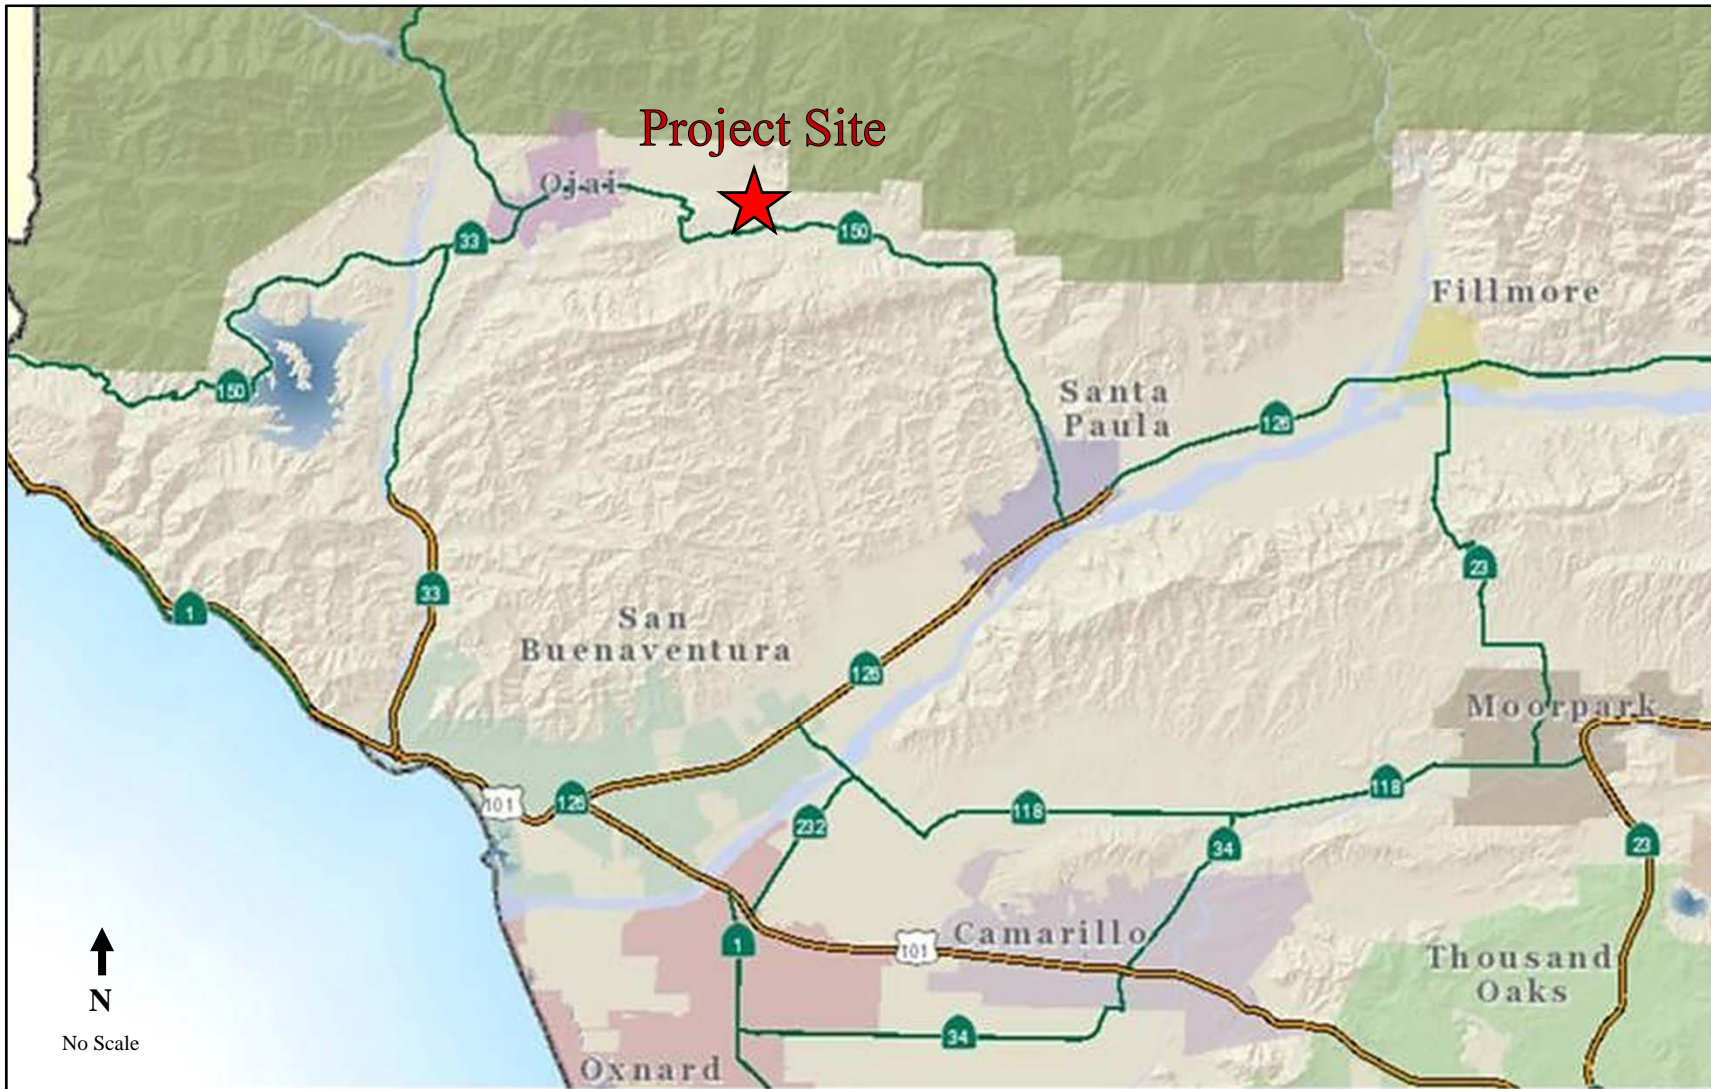 Project Site
Ojai
33
150
Fillmore
150
Santa
Paula
126
33
23
1
San
Buenaventura
126
Moorpark
101
126
232
118
118
34
23
1
101
Camarillo
Thousand
Oaks
N
No Scale
34
Oxnard